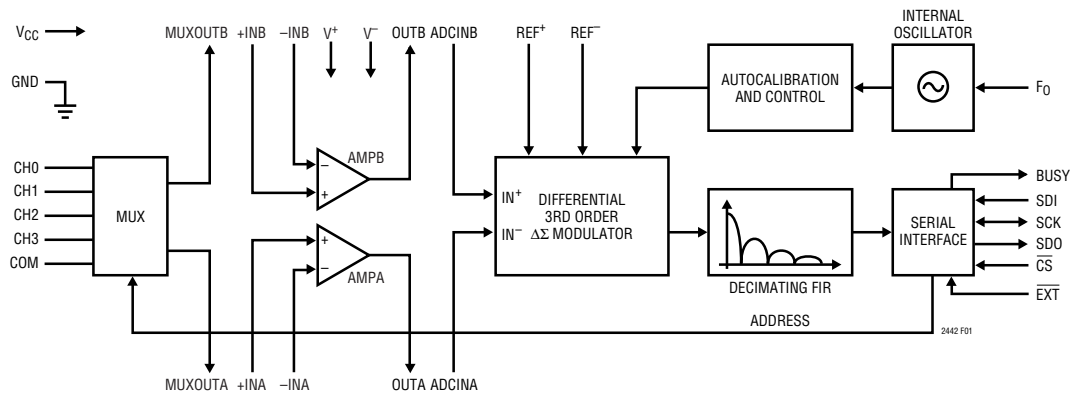 INTERNAL
OSCILLATOR
VCC
MUXOUTB +INB –INB V+ V– OUTB ADCINB REF+ REF–
GND
AUTOCALIBRATION
AND CONTROL
FO
AMPB
–
+
CH0
CH1
CH2
CH3
COM
MUX
IN+
IN–
DIFFERENTIAL
3RD ORDER
ΔΣ MODULATOR
SERIAL
INTERFACE
BUSY
SDI
SCK
SDO
CS
EXT
+
–
AMPA
DECIMATING FIR
ADDRESS
2442 F01
MUXOUTA +INA –INA OUTA ADCINA